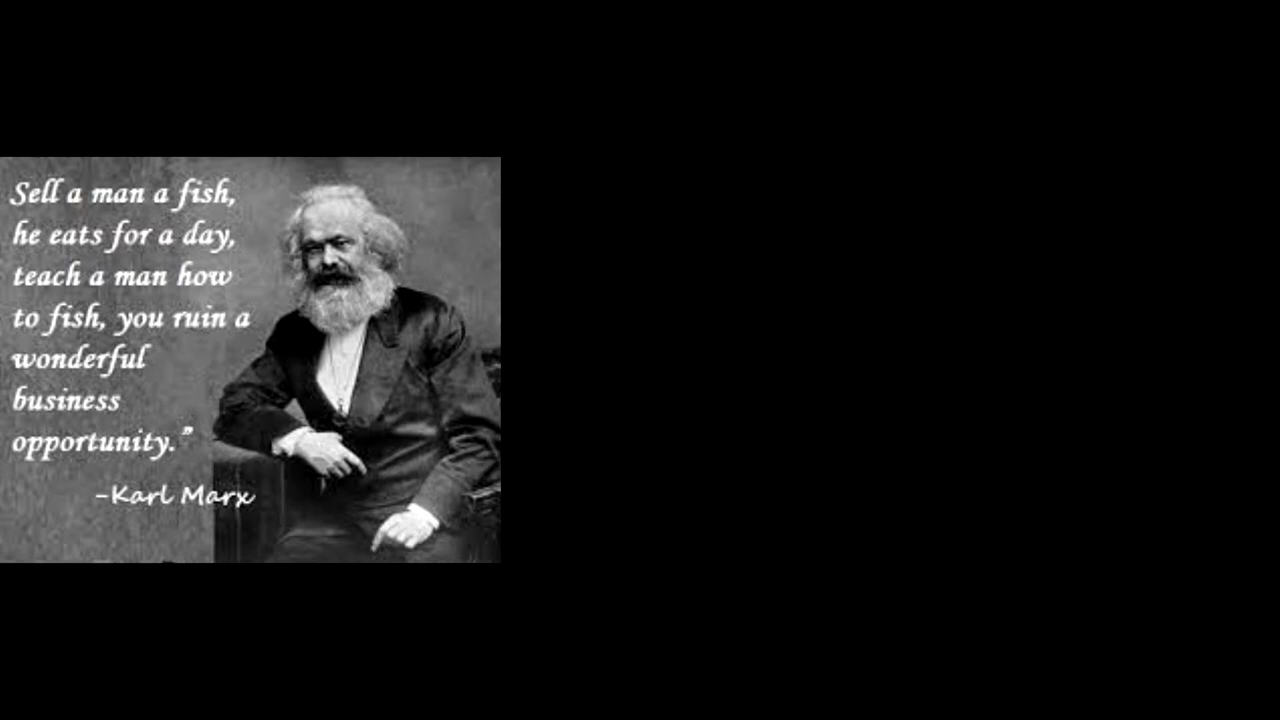 Sell a man a fish,
he eats for a day,
teach a man how
to fish, you ruin a
wonderful
business
opportunity.”
-Karl Marx